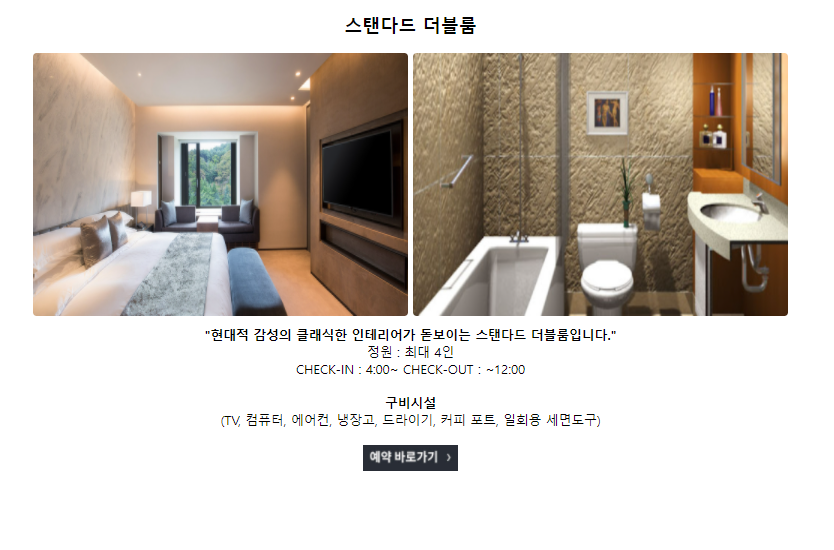 스탠다드 더블룸
"현대적 감성의 클래식한 인테리어가 돋보이는 스탠다드 더블룸입니다."
정원 : 최대 4인
CHECK-IN : 4:00~ CHECK-OUT : ~12:00
구비시설
(TV, 컴퓨터, 에어컨, 냉장고, 드라이기, 커피 포트, 일회용 세면도구)
예약 바로가기 >